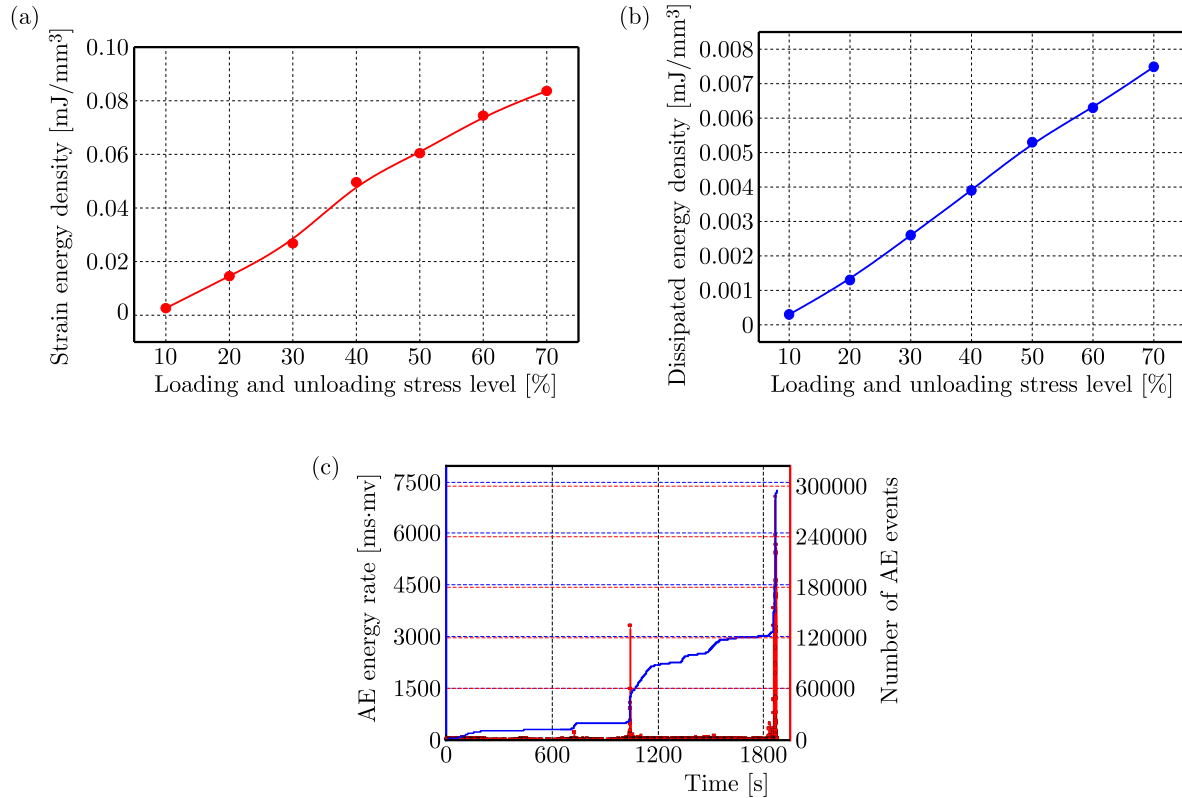 (a)
Strain energy density [mJ/mm³]
0.10
0.08
0.06
0.04
0.02
0
10 20 30 40 50 60 70
Loading and unloading stress level [%]
(b)
Dissipated energy density [mJ/mm³]
0.008
0.007
0.006
0.005
0.004
0.003
0.002
0.001
0
10 20 30 40 50 60 70
Loading and unloading stress level [%]
(c)
AE energy rate [ms·mv]
7500
6000
4500
3000
1500
0
300000
240000
180000
120000
60000
0
Number of AE events
0 600 1200 1800
Time [s]